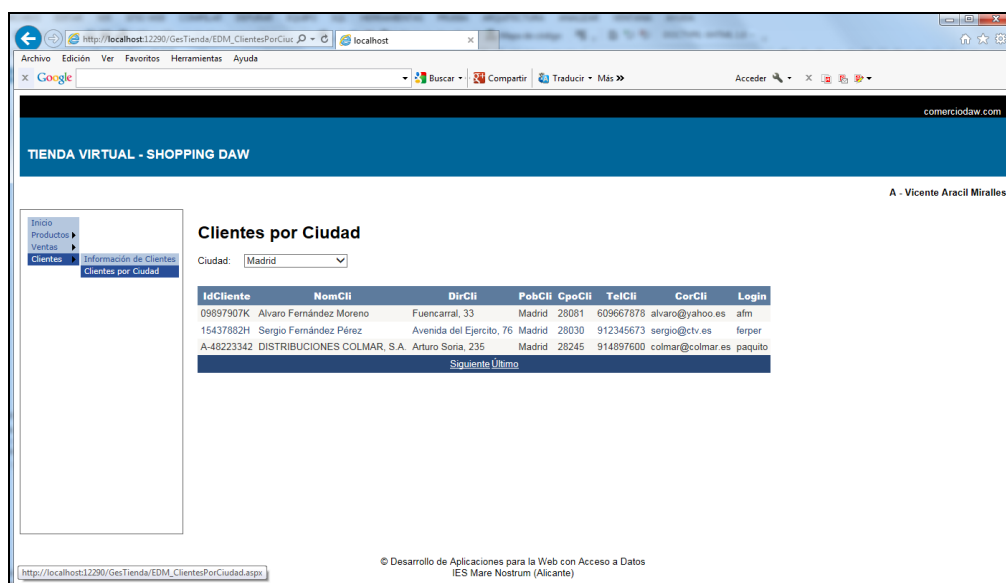 http://localhost:12290/GesTienda/EDM_ClientesPorCiuc
localhost
Archivo Edición Ver Favoritos Herramientas Ayuda
x Google Buscar Compartir Traducir Más » Acceder
comerciodaw.com
TIENDA VIRTUAL - SHOPPING DAW
A - Vicente Aracil Miralles
Inicio
Productos
Ventas
Clientes Información de Clientes
Clientes por Ciudad
Clientes por Ciudad
Ciudad: Madrid
IdCliente NomCli DirCli PobCli CpoCli TelCli CorCli Login
09897907K Alvaro Fernández Moreno Fuencarral, 33 Madrid 28081 609667878 alvaro@yahoo.es afm
15437882H Sergio Fernández Pérez Avenida del Ejercito, 76 Madrid 28030 912345673 sergio@ctv.es ferper
A-48223342 DISTRIBUCIONES COLMAR, S.A. Arturo Soria, 235 Madrid 28245 914897600 colmar@colmar.es paquito
Siguiente Último
© Desarrollo de Aplicaciones para la Web con Acceso a Datos
IES Mare Nostrum (Alicante)
http://localhost:12290/GesTienda/EDM_ClientesPorCiudad.aspx